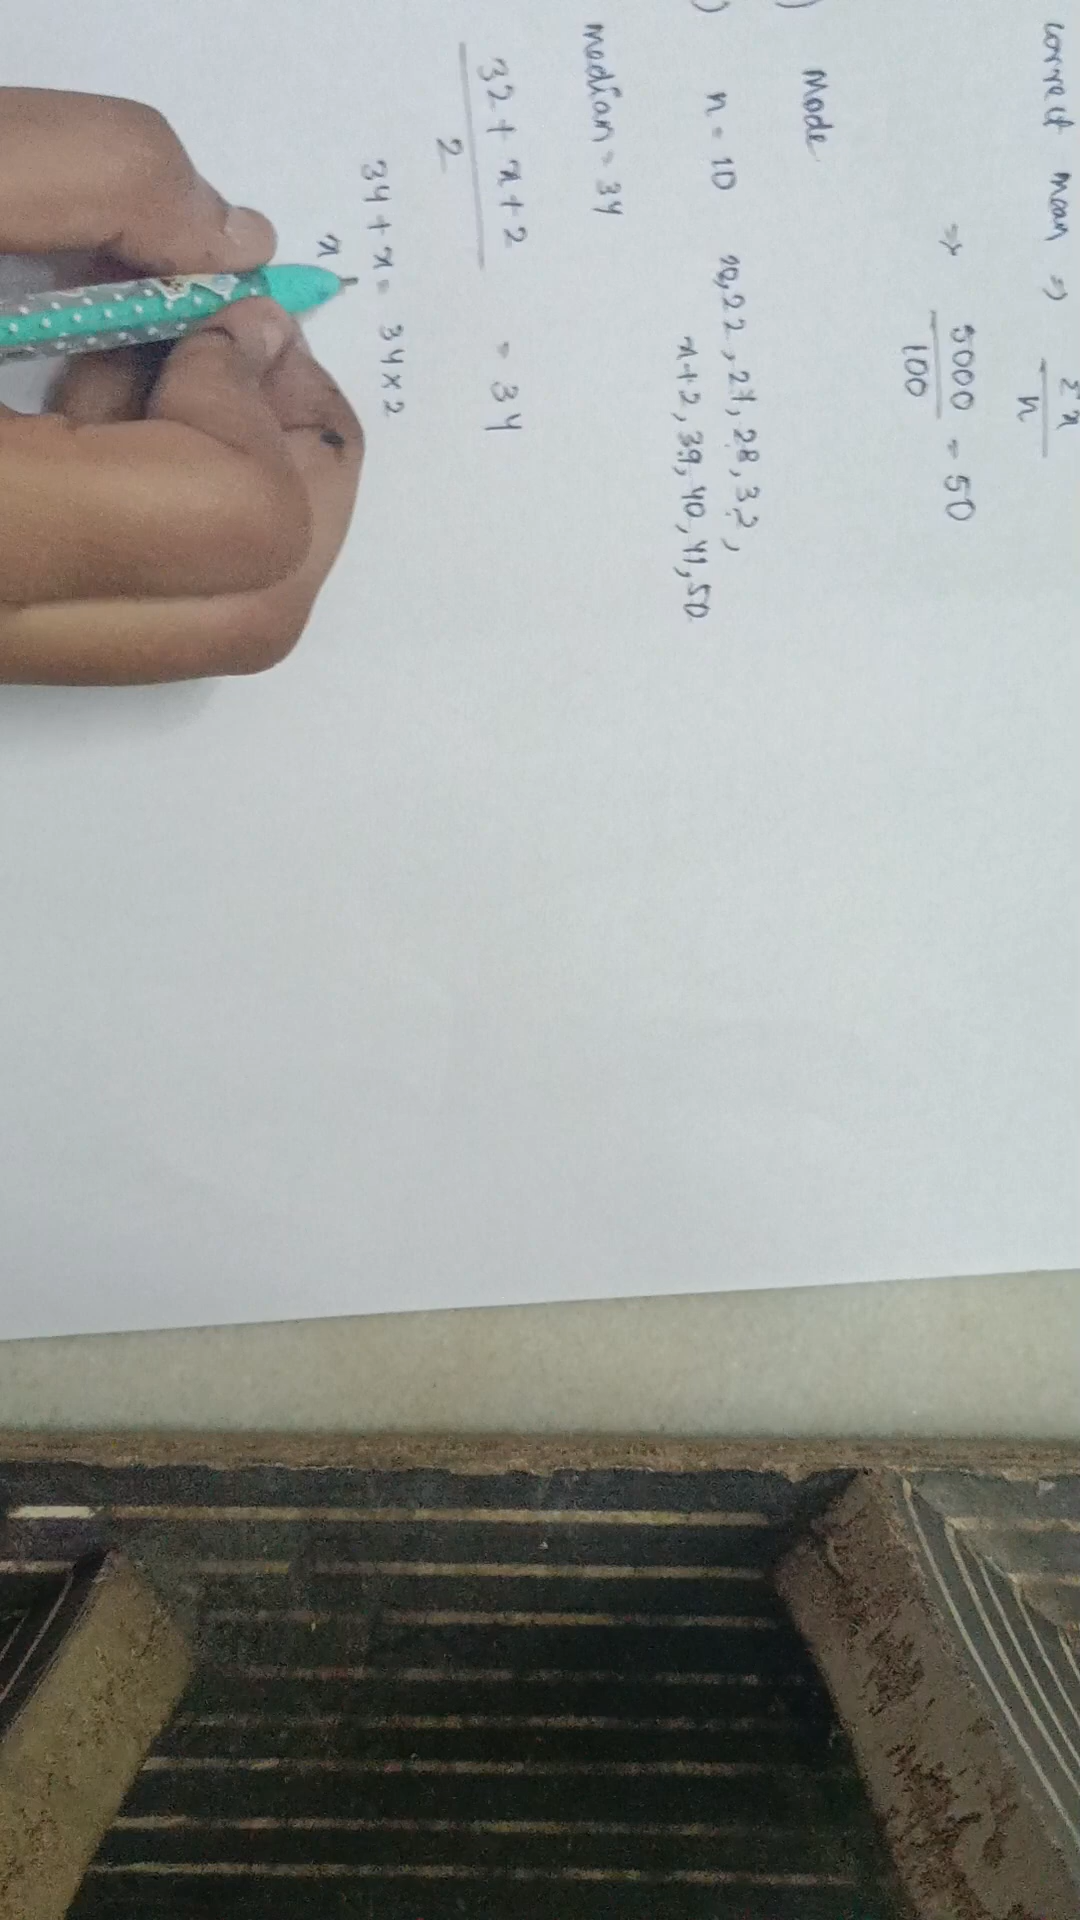 correct mean ⇒ Σx/n
⇒ 5000/100 = 50
) Mode
) n = 10 20,22,27,28,32,
x+2,39,40,41,50
median = 34
32 + x + 2 / 2 = 34
34 + x = 34 × 2
x